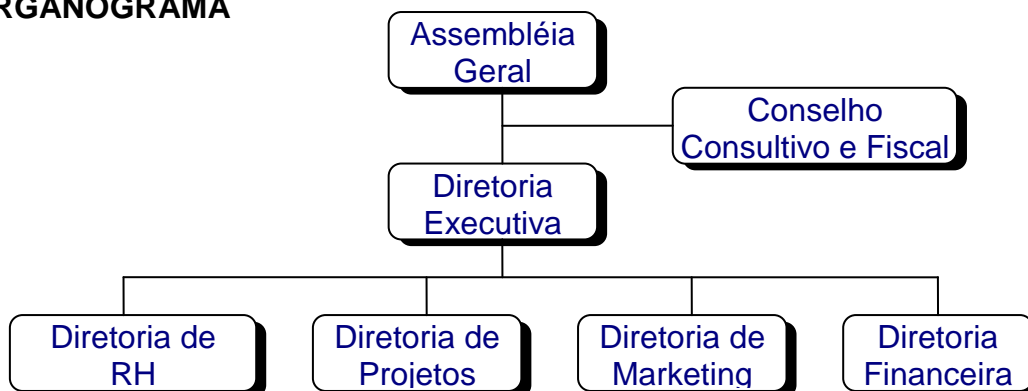 RGANOGRAMA
Assembléia
Geral
Conselho
Consultivo e Fiscal
Diretoria
Executiva
Diretoria de
RH
Diretoria de
Projetos
Diretoria de
Marketing
Diretoria
Financeira